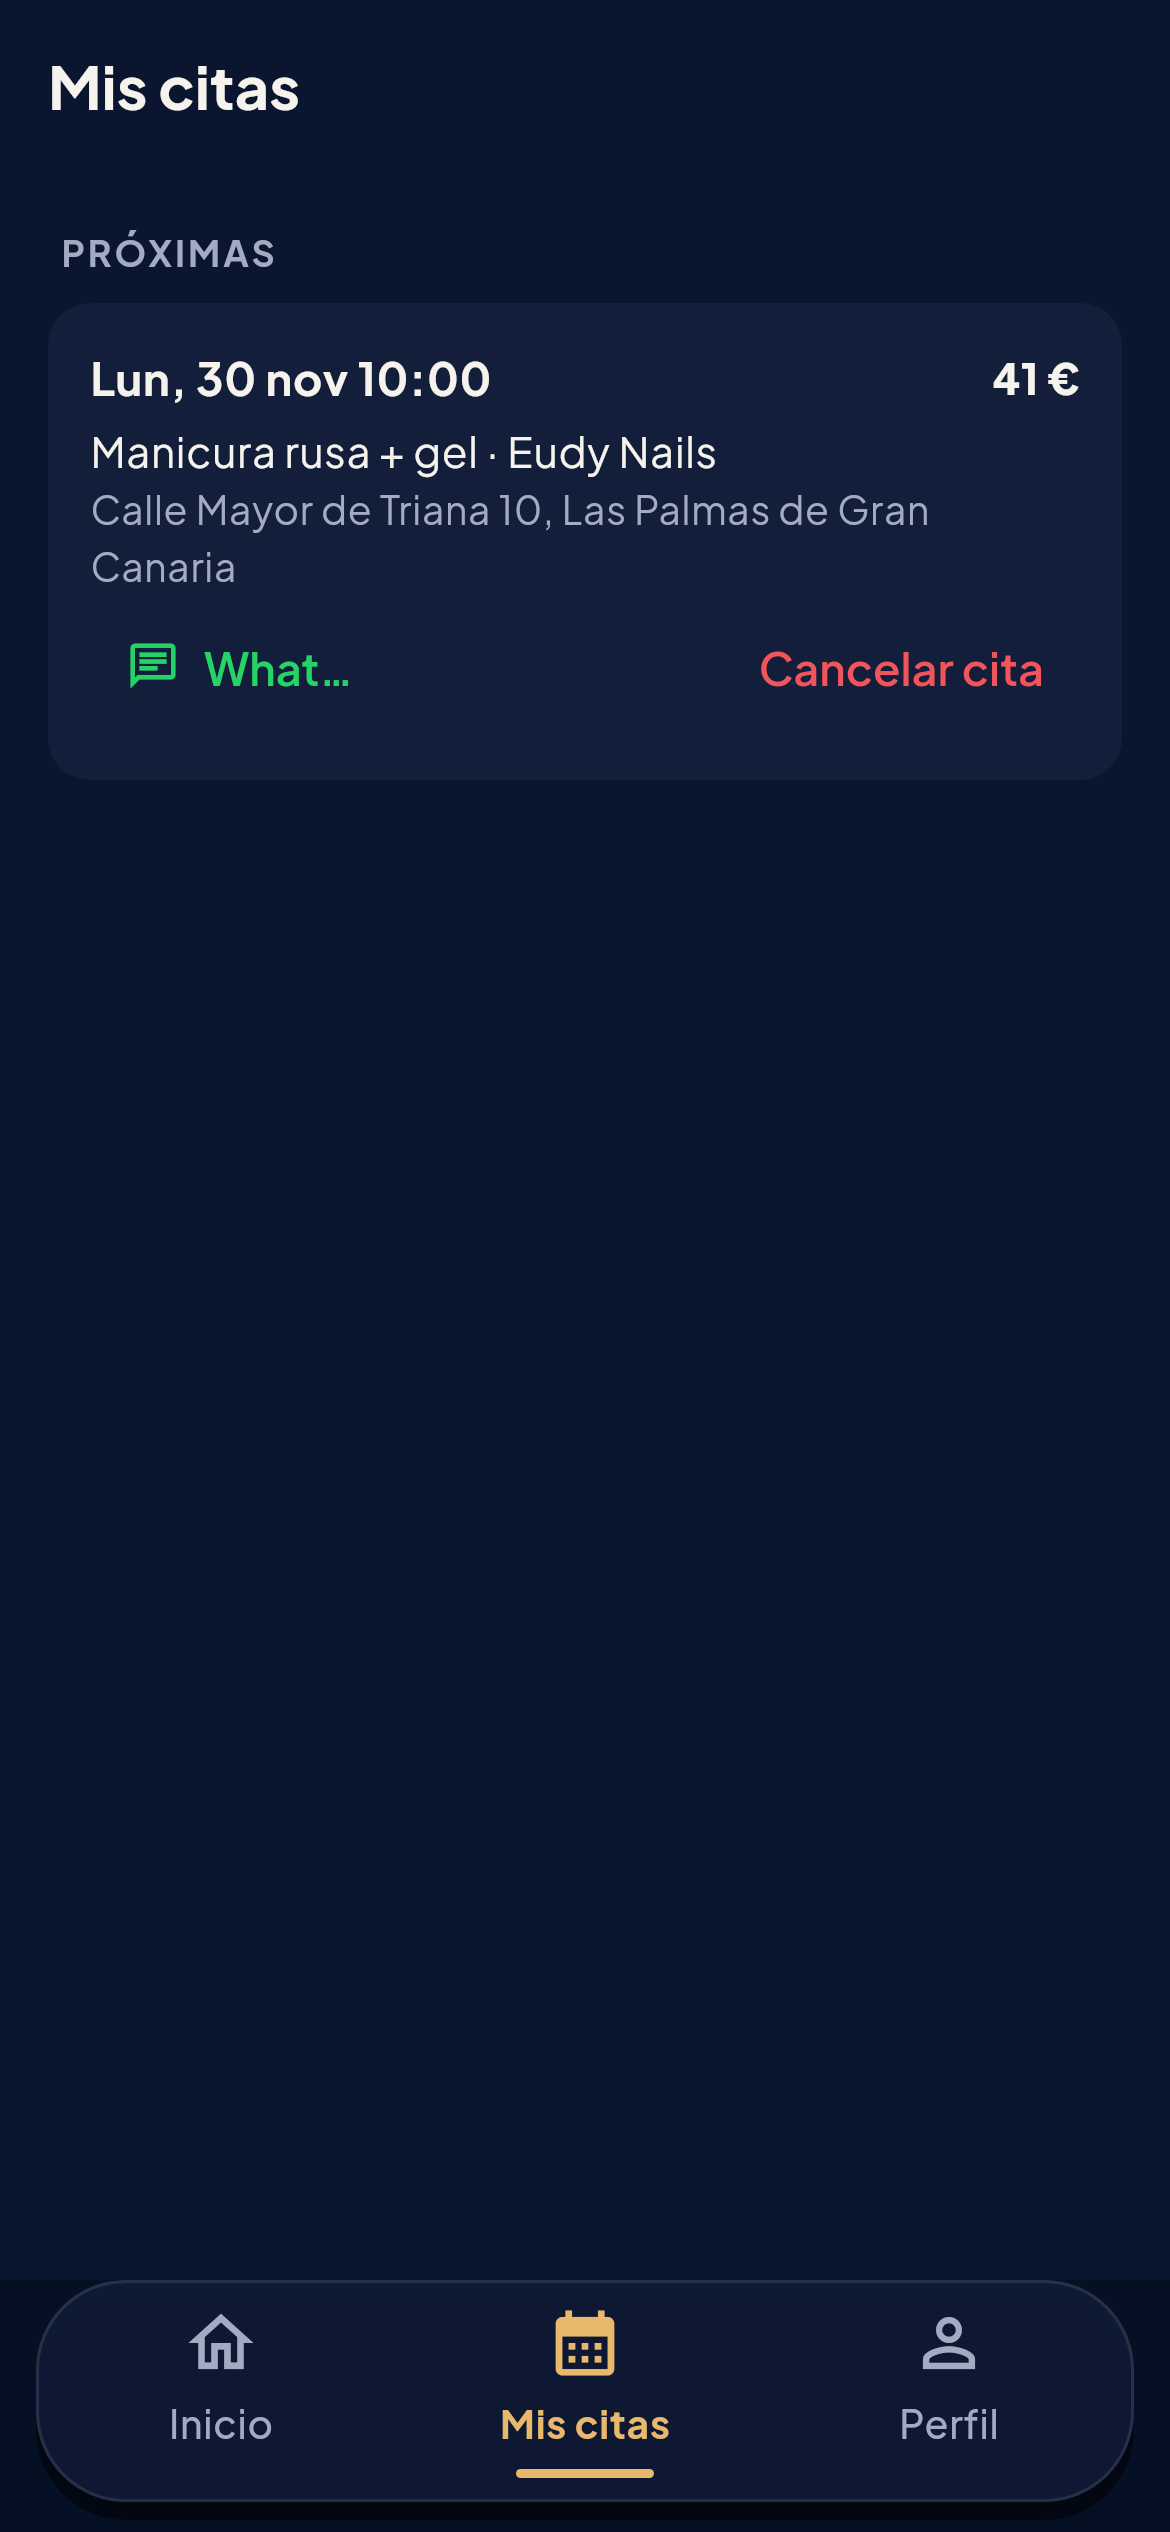 Mis citas
PRÓXIMAS
Lun, 30 nov 10:00
41 €
Manicura rusa + gel · Eudy Nails
Calle Mayor de Triana 10, Las Palmas de Gran
Canaria
What…
Cancelar cita
Inicio
Mis citas
Perfil